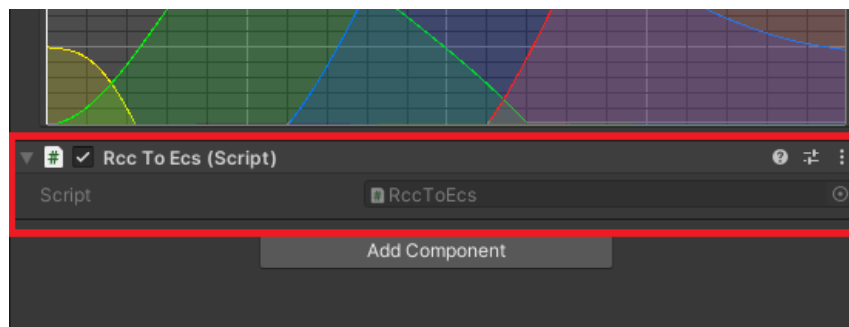 Rcc To Ecs (Script)
Script RccToEcs
Add Component